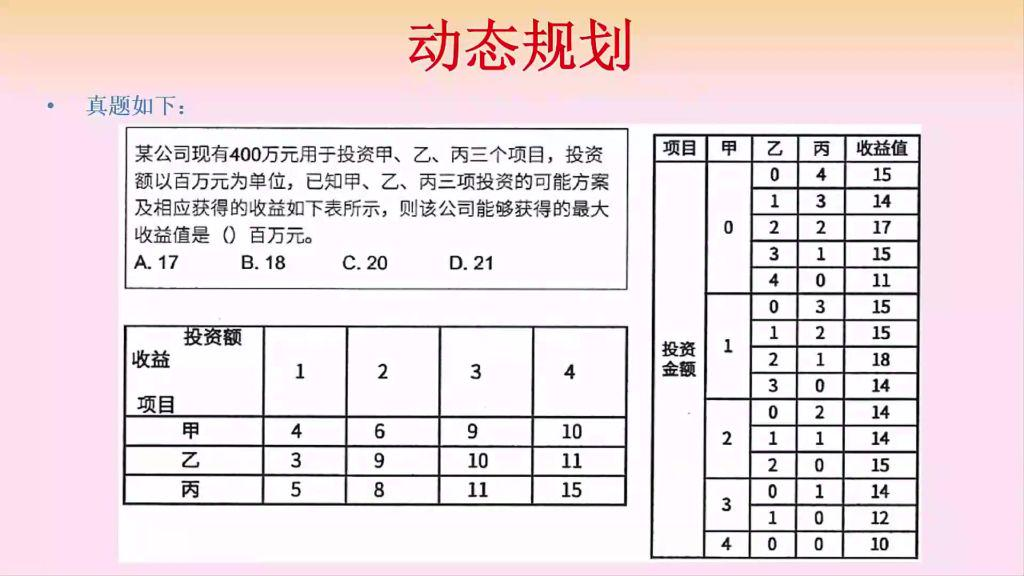 动态规划
• 真题如下：
某公司现有400万元用于投资甲、乙、丙三个项目，投资
额以百万元为单位，已知甲、乙、丙三项投资的可能方案
及相应获得的收益如下表所示，则该公司能够获得的最大
收益值是（）百万元。
A. 17 B. 18 C. 20 D. 21
投资额
收益
项目
1 2 3 4
甲 4 6 9 10
乙 3 9 10 11
丙 5 8 11 15
项目 甲 乙 丙 收益值
投资
金额
0
0 4 15
1 3 14
2 2 17
3 1 15
4 0 11
1
0 3 15
1 2 15
2 1 18
3 0 14
2
0 2 14
1 1 14
2 0 15
3
0 1 14
1 0 12
4 0 0 10